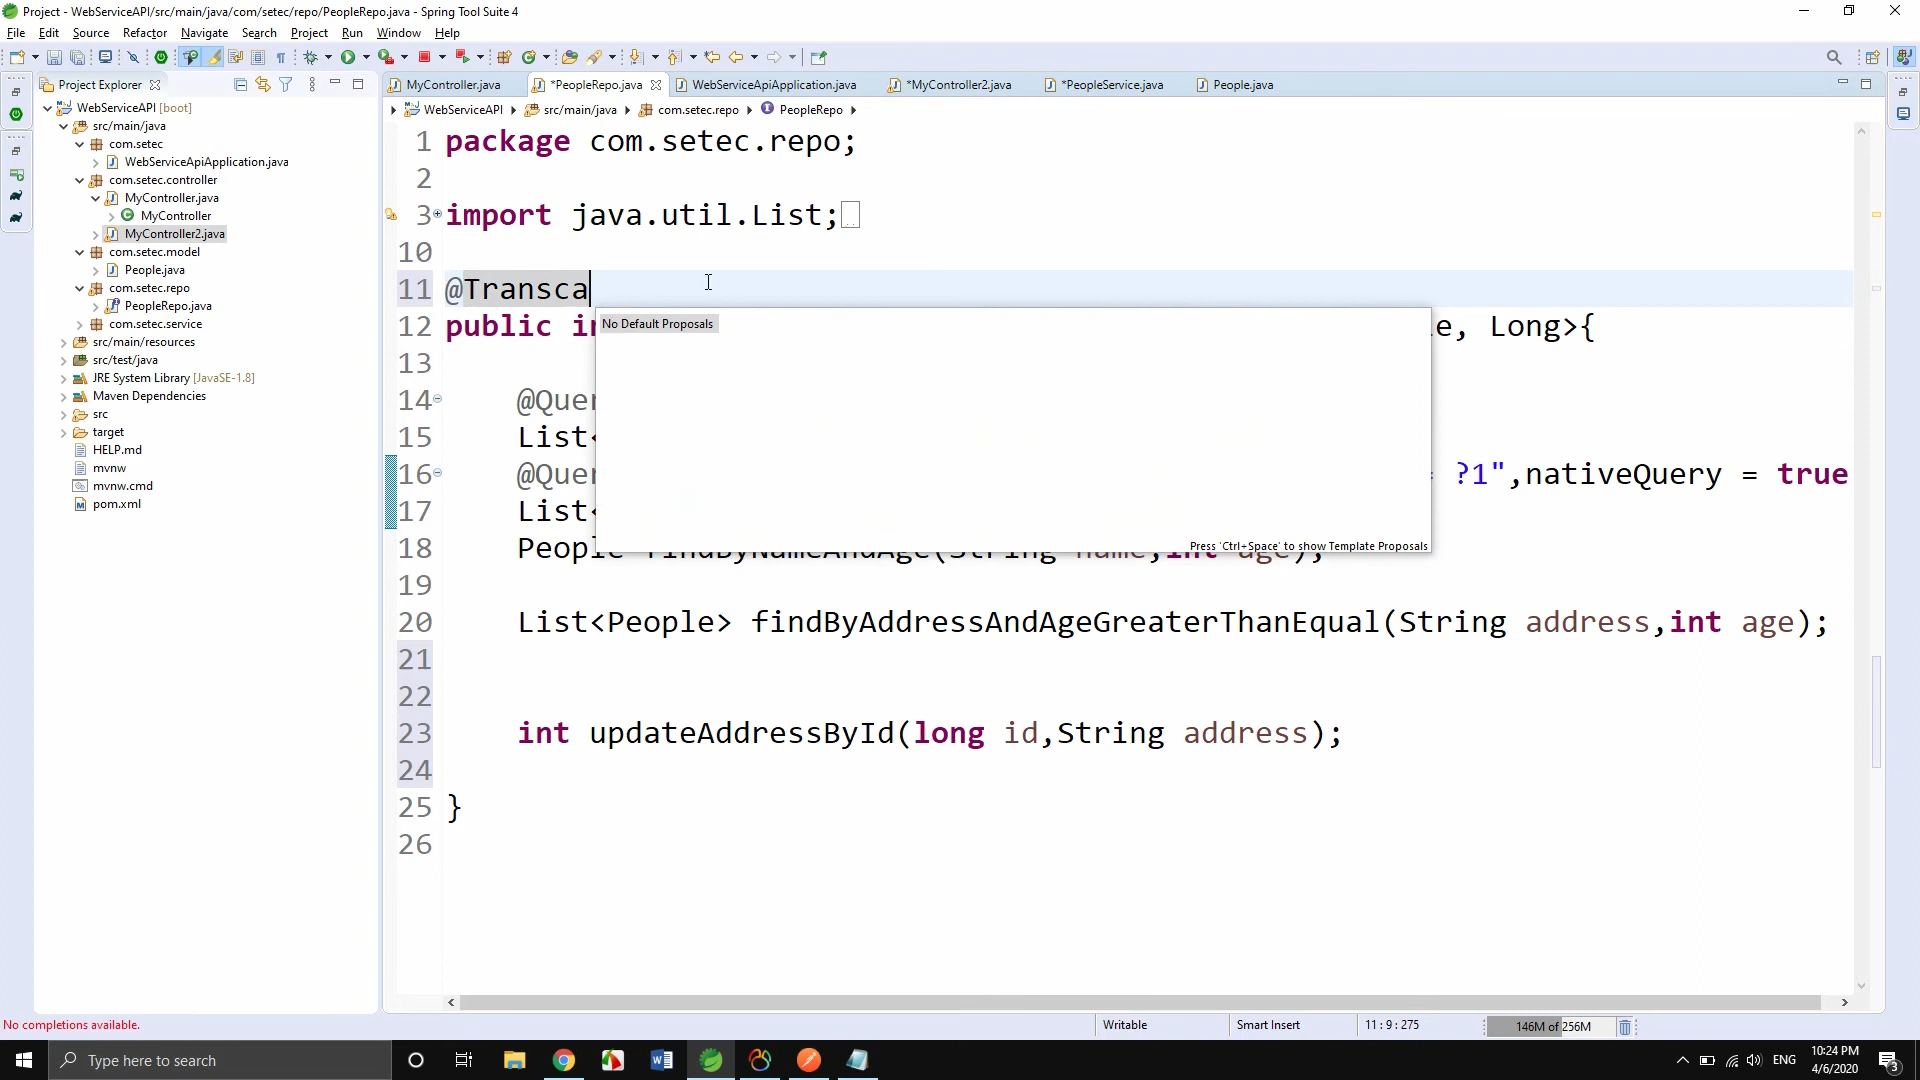 Project - WebServiceAPI/src/main/java/com/setec/repo/PeopleRepo.java - Spring Tool Suite 4
File Edit Source Refactor Navigate Search Project Run Window Help
Project Explorer
WebServiceAPI [boot]
src/main/java
com.setec
WebServiceApiApplication.java
com.setec.controller
MyController.java
MyController
MyController2.java
com.setec.model
People.java
com.setec.repo
PeopleRepo.java
com.setec.service
src/main/resources
src/test/java
JRE System Library [JavaSE-1.8]
Maven Dependencies
src
target
HELP.md
mvnw
mvnw.cmd
pom.xml
MyController.java *PeopleRepo.java WebServiceApiApplication.java *MyController2.java *PeopleService.java People.java
WebServiceAPI src/main/java com.setec.repo PeopleRepo
1 package com.setec.repo;
2
3 import java.util.List;
10
11 @Transca
12 public in e, Long>{
13
14 @Quer
15 List<
16 @Quer ?1",nativeQuery = true
17 List<
18 People findByNameAndAge(String name,int age);
19
20 List<People> findByAddressAndAgeGreaterThanEqual(String address,int age);
21
22
23 int updateAddressById(long id,String address);
24
25 }
26
No Default Proposals
Press 'Ctrl+Space' to show Template Proposals
No completions available.
Writable Smart Insert 11 : 9 : 275 146M of 256M
Type here to search
ENG
10:24 PM
4/6/2020
3